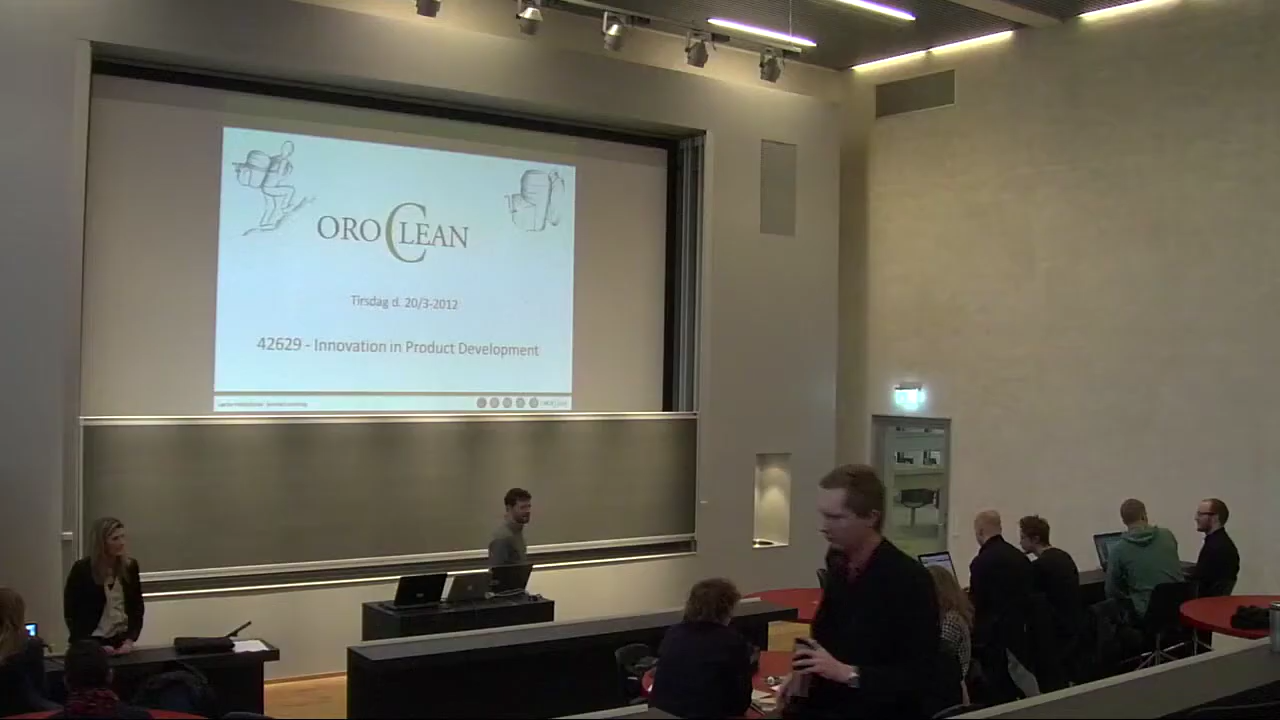 OROCLEAN
Tirsdag d. 20/3-2012
42629 - Innovation in Product Development